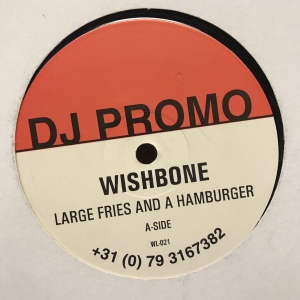 DJ PROMO
WISHBONE
LARGE FRIES AND A HAMBURGER
A-SIDE
WL-021
+31 (0) 79 3167382